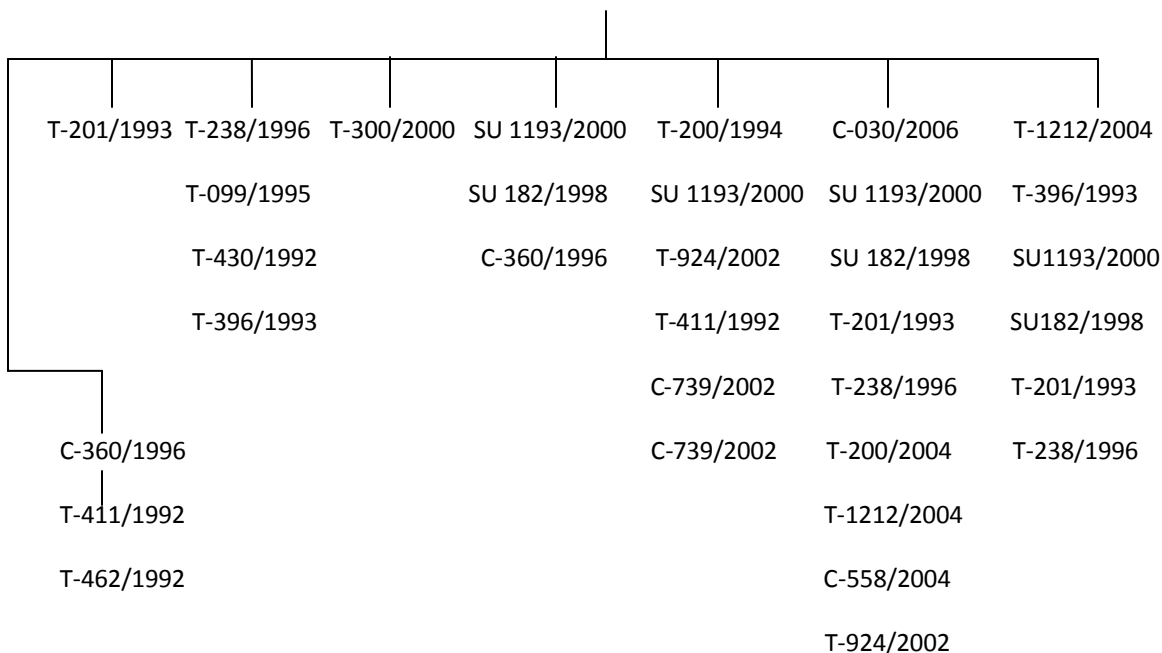 T-201/1993 T-238/1996 T-300/2000 SU 1193/2000 T-200/1994 C-030/2006 T-1212/2004
T-099/1995 SU 182/1998 SU 1193/2000 SU 1193/2000 T-396/1993
T-430/1992 C-360/1996 T-924/2002 SU 182/1998 SU1193/2000
T-396/1993 T-411/1992 T-201/1993 SU182/1998
C-739/2002 T-238/1996 T-201/1993
C-360/1996 C-739/2002 T-200/2004 T-238/1996
T-411/1992 T-1212/2004
T-462/1992 C-558/2004
T-924/2002